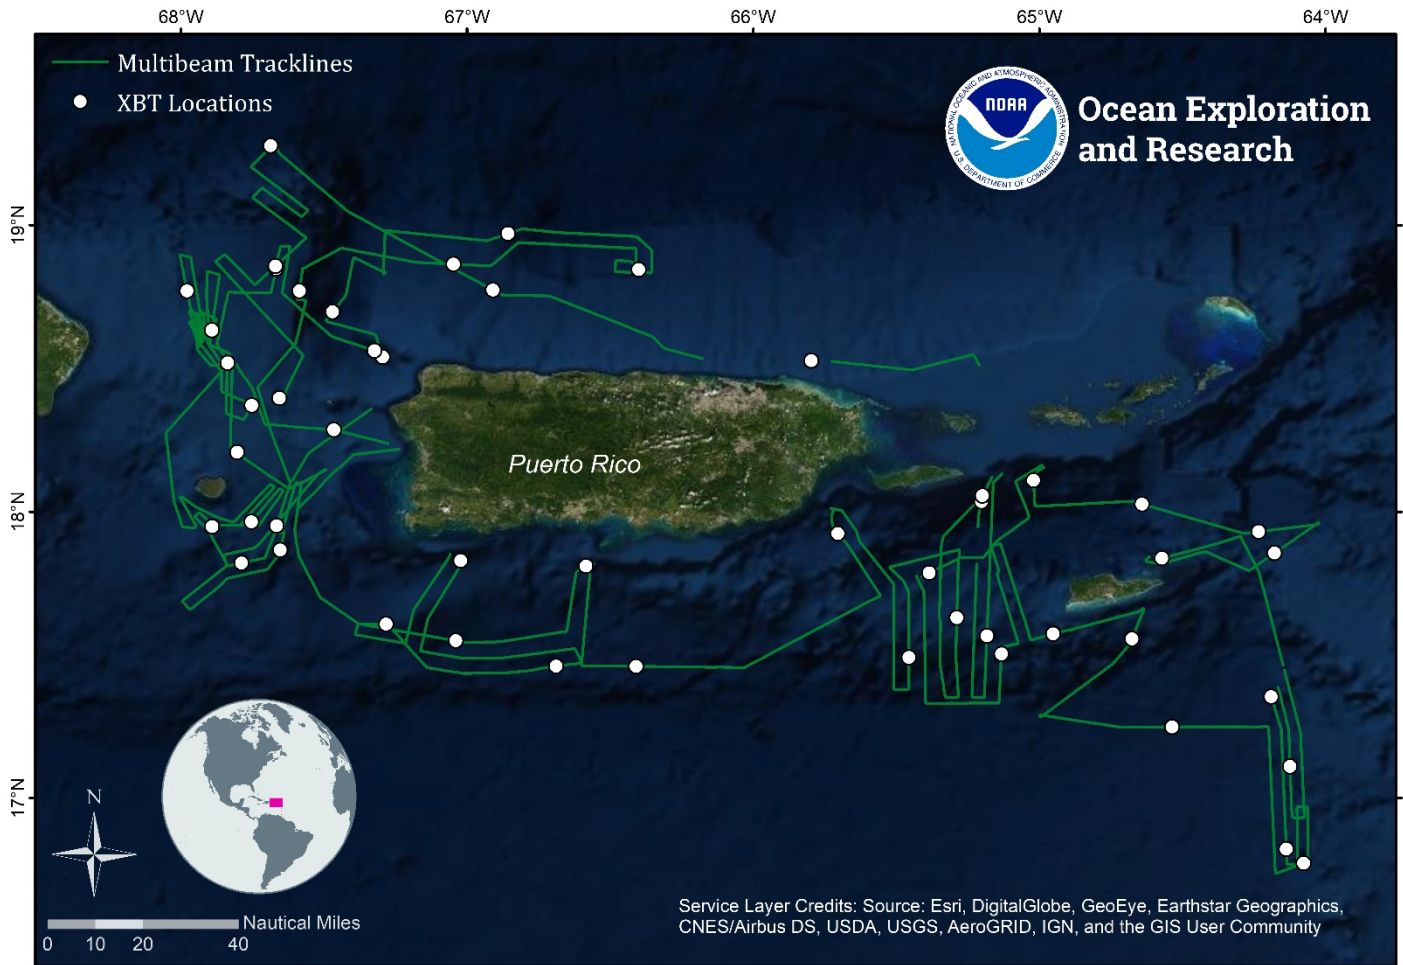 68°W 67°W 66°W 65°W 64°W
Multibeam Tracklines
XBT Locations
NATIONAL OCEANIC AND ATMOSPHERIC ADMINISTRATION
NOAA
U.S. DEPARTMENT OF COMMERCE
Ocean Exploration
and Research
19°N
Puerto Rico
18°N
17°N
N
Nautical Miles
0 10 20 40
Service Layer Credits: Source: Esri, DigitalGlobe, GeoEye, Earthstar Geographics,
CNES/Airbus DS, USDA, USGS, AeroGRID, IGN, and the GIS User Community